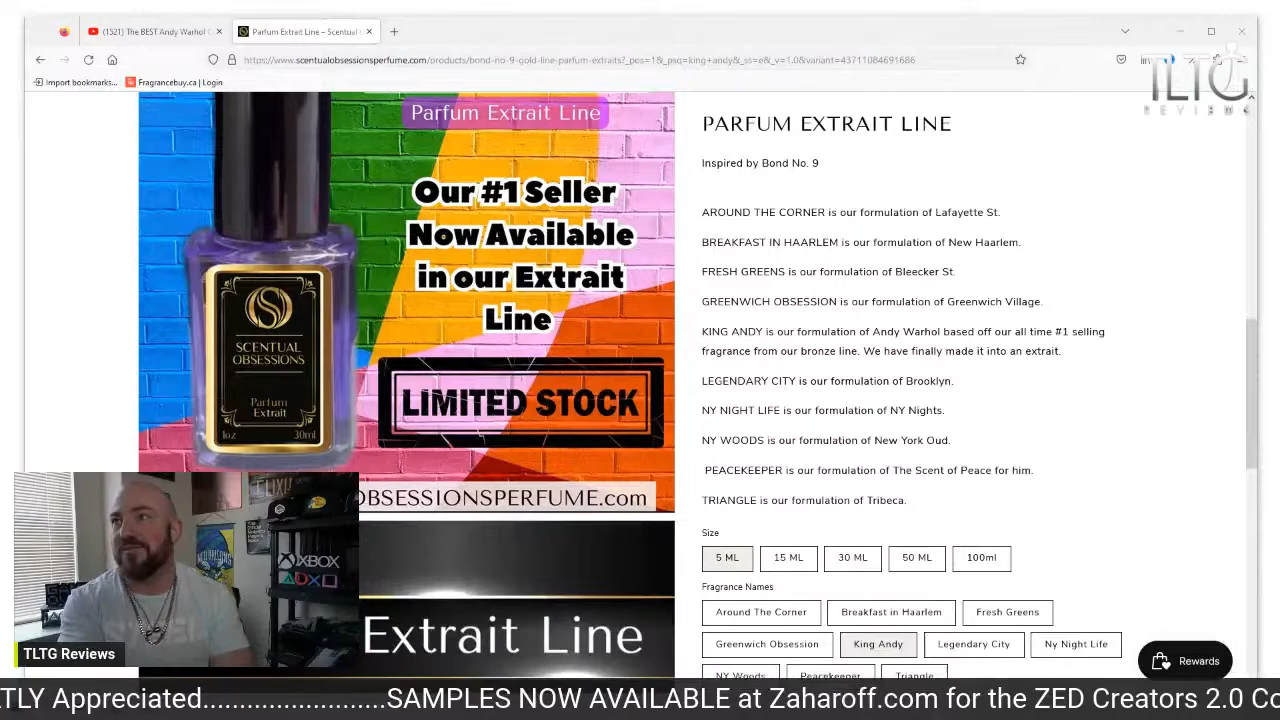 (1521) The BEST Andy Warhol C
Parfum Extrait Line – Scentual
https://www.scentualobsessionsperfume.com/products/bond-no-9-gold-line-parfum-extraits?_pos=1&_psq=king+andy&_ss=e&_v=1.0&variant=43711084691686
Import bookmarks...
Fragrancebuy.ca | Login
TLTG
REVIEWS
Parfum Extrait Line
Our #1 Seller
Now Available
in our Extrait
Line
LIMITED STOCK
SCENTUAL
OBSESSIONS
Parfum
Extrait
1oz 30ml
OBSESSIONSPERFUME.com
Extrait Line
PARFUM EXTRAIT LINE
Inspired by Bond No. 9
AROUND THE CORNER is our formulation of Lafayette St.
BREAKFAST IN HAARLEM is our formulation of New Haarlem.
FRESH GREENS is our formulation of Bleecker St.
GREENWICH OBSESSION is our formulation of Greenwich Village.
KING ANDY is our formulation of Andy Warhol based off our all time #1 selling
fragrance from our bronze line. We have finally made it into an extrait.
LEGENDARY CITY is our formulation of Brooklyn.
NY NIGHT LIFE is our formulation of NY Nights.
NY WOODS is our formulation of New York Oud.
PEACEKEEPER is our formulation of The Scent of Peace for him.
TRIANGLE is our formulation of Tribeca.
Size
5 ML 15 ML 30 ML 50 ML 100ml
Fragrance Names
Around The Corner Breakfast in Haarlem Fresh Greens
Greenwich Obsession King Andy Legendary City Ny Night Life
NY Woods Peacekeeper Triangle
Rewards
XBOX
TLTG Reviews
ATLY Appreciated.......................SAMPLES NOW AVAILABLE at Zaharoff.com for the ZED Creators 2.0 Co